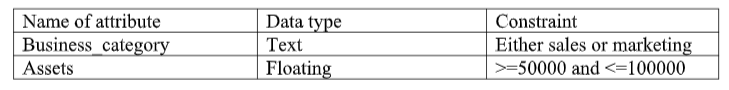 Name of attribute Data type Constraint
Business_category Text Either sales or marketing
Assets Floating >=50000 and <=100000